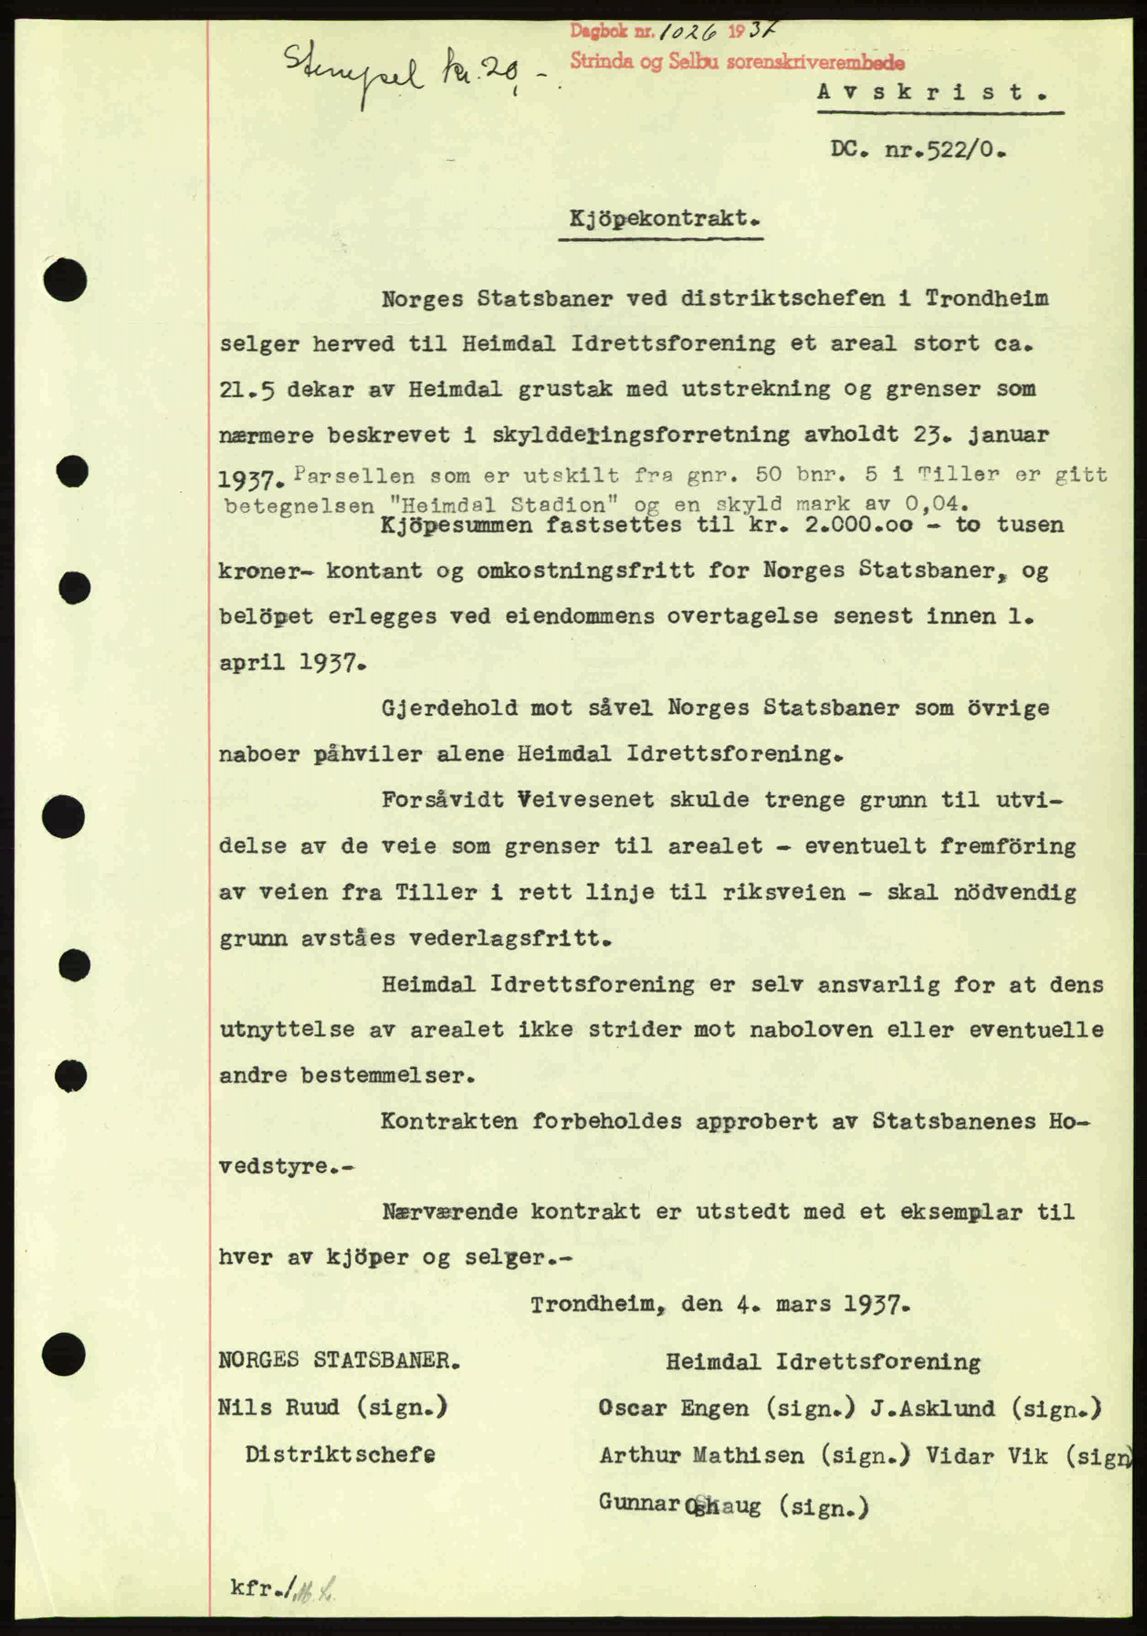 Dagbok nr. 1026 1937
Strinda og Selbu sorenskriverembede
Stempel kr. 20,-
Avskrist.
DC. nr.522/0.
Kjöpekontrakt.
Norges Statsbaner ved distriktschefen i Trondheim
selger herved til Heimdal Idrettsforening et areal stort ca.
21.5 dekar av Heimdal grustak med utstrekning og grenser som
nærmere beskrevet i skylddelingsforretning avholdt 23. januar
1937. Parsellen som er utskilt fra gnr. 50 bnr. 5 i Tiller er gitt
betegnelsen "Heimdal Stadion" og en skyld mark av 0,04.
Kjöpesummen fastsettes til kr. 2.000.oo - to tusen
kroner- kontant og omkostningsfritt for Norges Statsbaner, og
belöpet erlegges ved eiendommens overtagelse senest innen 1.
april 1937.
Gjerdehold mot såvel Norges Statsbaner som övrige
naboer påhviler alene Heimdal Idrettsforening.
Forsåvidt Veivesenet skulde trenge grunn til utvi-
delse av de veie som grenser til arealet - eventuelt fremföring
av veien fra Tiller i rett linje til riksveien - skal nödvendig
grunn avståes vederlagsfritt.
Heimdal Idrettsforening er selv ansvarlig for at dens
utnyttelse av arealet ikke strider mot naboloven eller eventuelle
andre bestemmelser.
Kontrakten forbeholdes approbert av Statsbanenes Ho-
vedstyre.-
Nærværende kontrakt er utstedt med et eksemplar til
hver av kjöper og selger.-
Trondheim, den 4. mars 1937.
NORGES STATSBANER. Heimdal Idrettsforening
Nils Ruud (sign.) Oscar Engen (sign.) J.Asklund (sign.)
Distriktschefe Arthur Mathisen (sign.) Vidar Vik (sign)
Gunnar (sign.)
kfr./